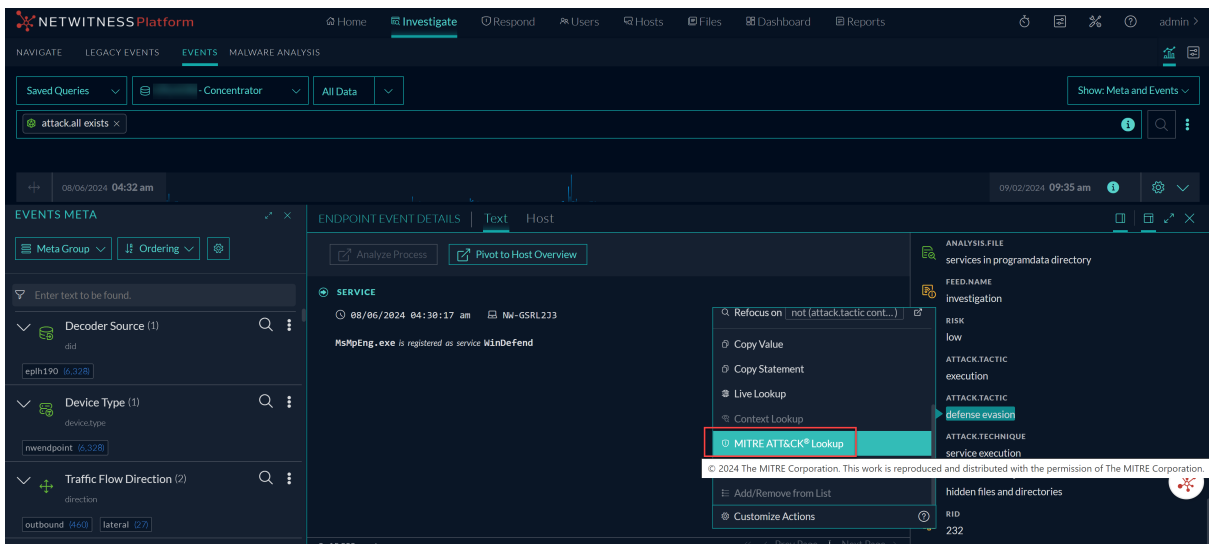 NETWITNESS Platform
Home
Investigate
Respond
Users
Hosts
Files
Dashboard
Reports
admin >
NAVIGATE
LEGACY EVENTS
EVENTS
MALWARE ANALYSIS
Saved Queries
- Concentrator
All Data
Show: Meta and Events
attack.all exists ×
08/06/2024 04:32 am
09/02/2024 09:35 am
EVENTS META
Meta Group
Ordering
Enter text to be found.
Decoder Source (1)
did
eplh190 (6,328)
Device Type (1)
device.type
nwendpoint (6,328)
Traffic Flow Direction (2)
direction
outbound (460)
lateral (27)
ENDPOINT EVENT DETAILS
Text
Host
Analyze Process
Pivot to Host Overview
SERVICE
08/06/2024 04:30:17 am
NW-GSRL2J3
MsMpEng.exe is registered as service WinDefend
Refocus on not (attack.tactic cont...)
Copy Value
Copy Statement
Live Lookup
Context Lookup
MITRE ATT&CK® Lookup
© 2024 The MITRE Corporation. This work is reproduced and distributed with the permission of The MITRE Corporation.
Add/Remove from List
Customize Actions
ANALYSIS.FILE
services in programdata directory
FEED.NAME
investigation
RISK
low
ATTACK.TACTIC
execution
ATTACK.TACTIC
defense evasion
ATTACK.TECHNIQUE
service execution
hidden files and directories
RID
232